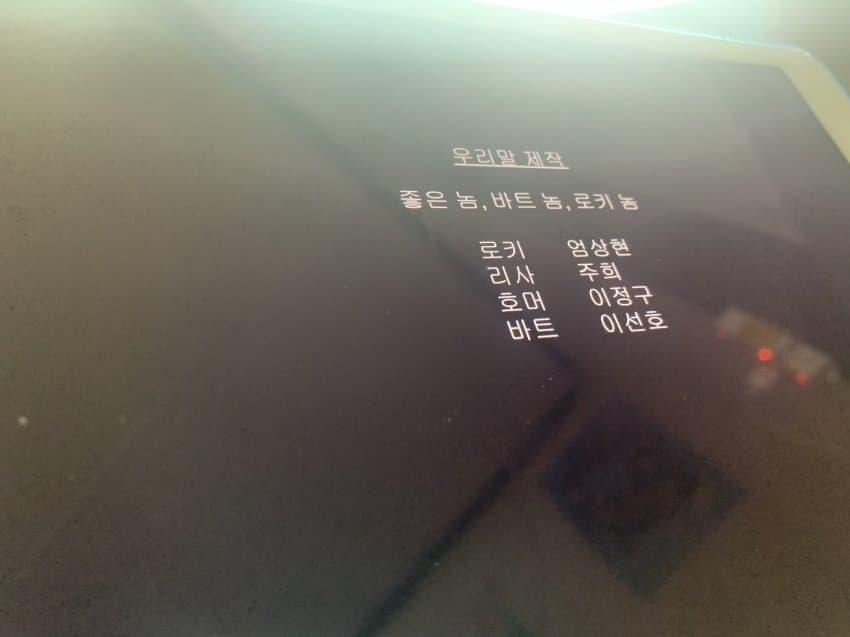 우리말 제작
좋은 놈, 바트 놈, 로키 놈
로키 엄상현
리사 주희
호머 이정구
바트 이선호